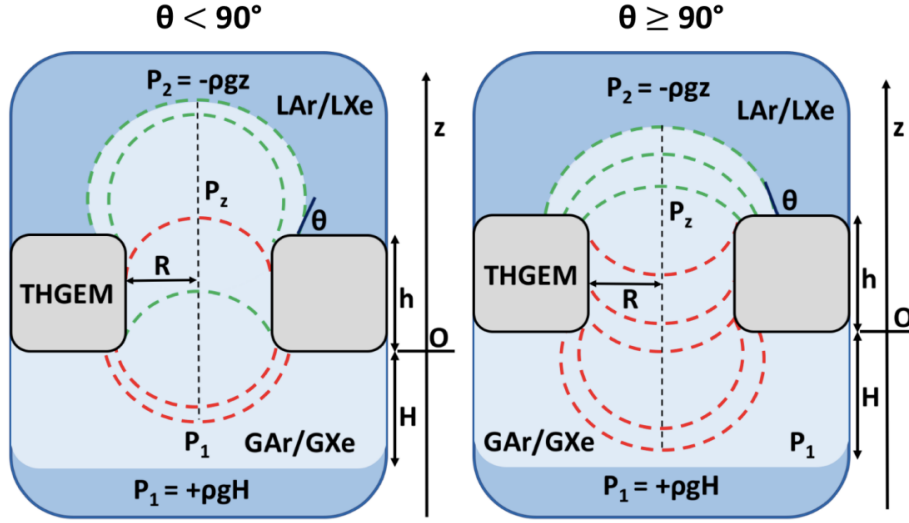 θ < 90°
P₂ = -ρgz
LAr/LXe
z
P_z
θ
THGEM
R
h
O
H
P₁
GAr/GXe
P₁ = +ρgH
θ ≥ 90°
P₂ = -ρgz
LAr/LXe
z
P_z
θ
THGEM
R
h
O
H
GAr/GXe
P₁
P₁ = +ρgH